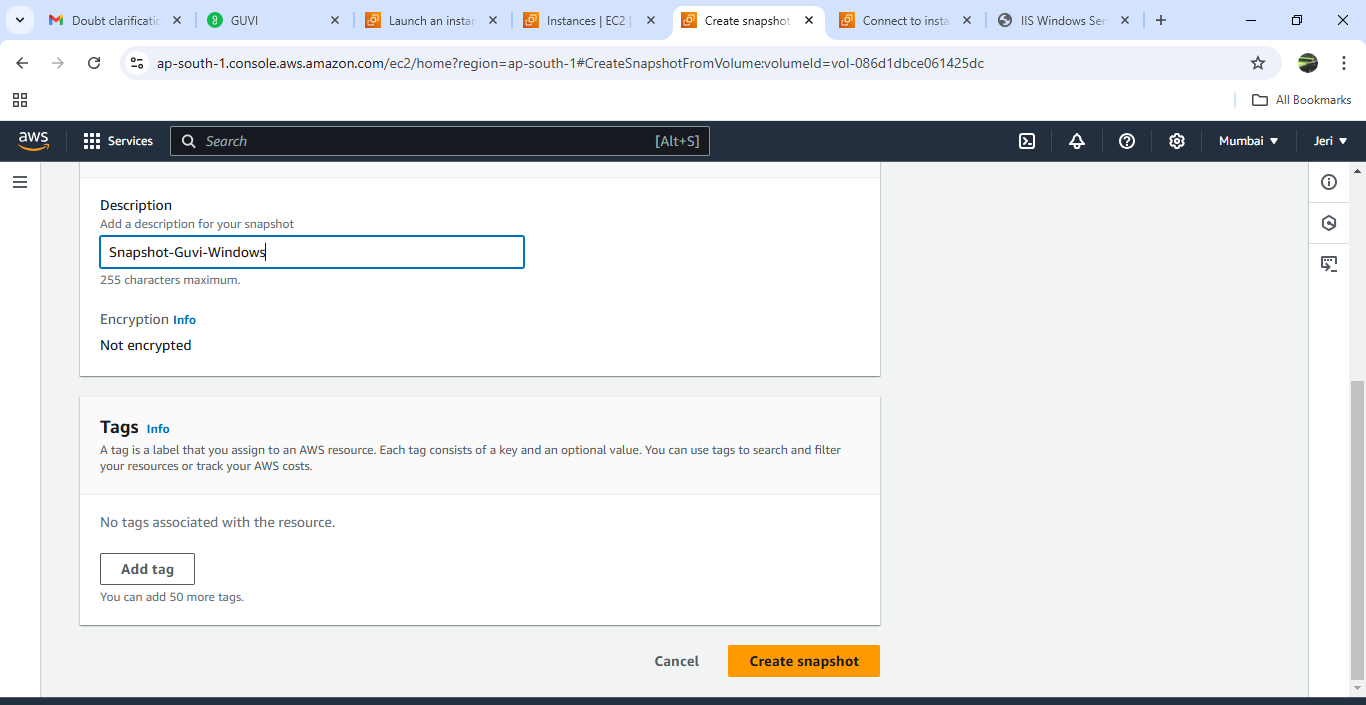 Doubt clarificatio
GUVI
Launch an instan
Instances | EC2 |
Create snapshot
Connect to insta
IIS Windows Ser
ap-south-1.console.aws.amazon.com/ec2/home?region=ap-south-1#CreateSnapshotFromVolume:volumeId=vol-086d1dbce061425dc
All Bookmarks
aws
Services
Search
[Alt+S]
Mumbai
Jeri
Description
Add a description for your snapshot
Snapshot-Guvi-Windows
255 characters maximum.
Encryption Info
Not encrypted
Tags Info
A tag is a label that you assign to an AWS resource. Each tag consists of a key and an optional value. You can use tags to search and filter
your resources or track your AWS costs.
No tags associated with the resource.
Add tag
You can add 50 more tags.
Cancel
Create snapshot